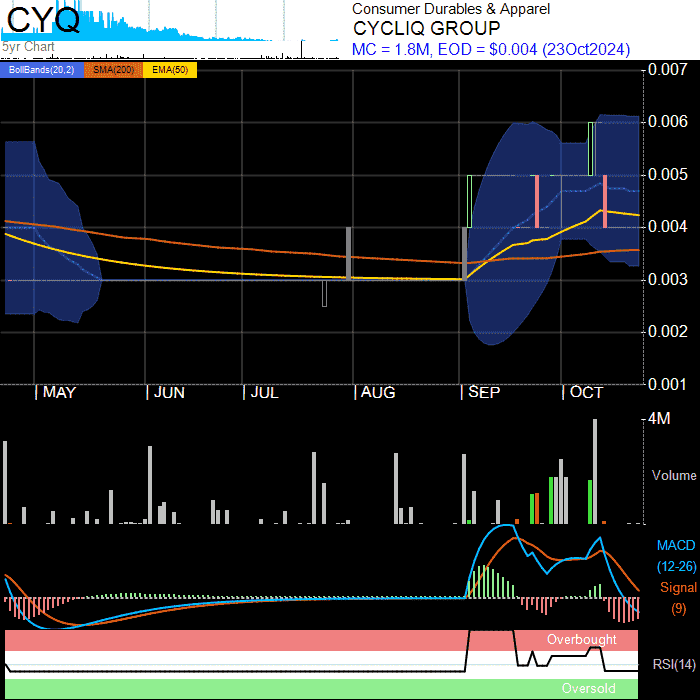 CYQ
5yr Chart
Consumer Durables & Apparel
CYCLIQ GROUP
MC = 1.8M, EOD = $0.004 (23Oct2024)
BollBands(20,2) SMA(200) EMA(50)
0.007
0.006
0.005
0.004
0.003
0.002
0.001
| MAY | JUN | JUL | AUG | SEP | OCT
4M
Volume
MACD
(12-26)
Signal
(9)
Overbought
RSI(14)
Oversold